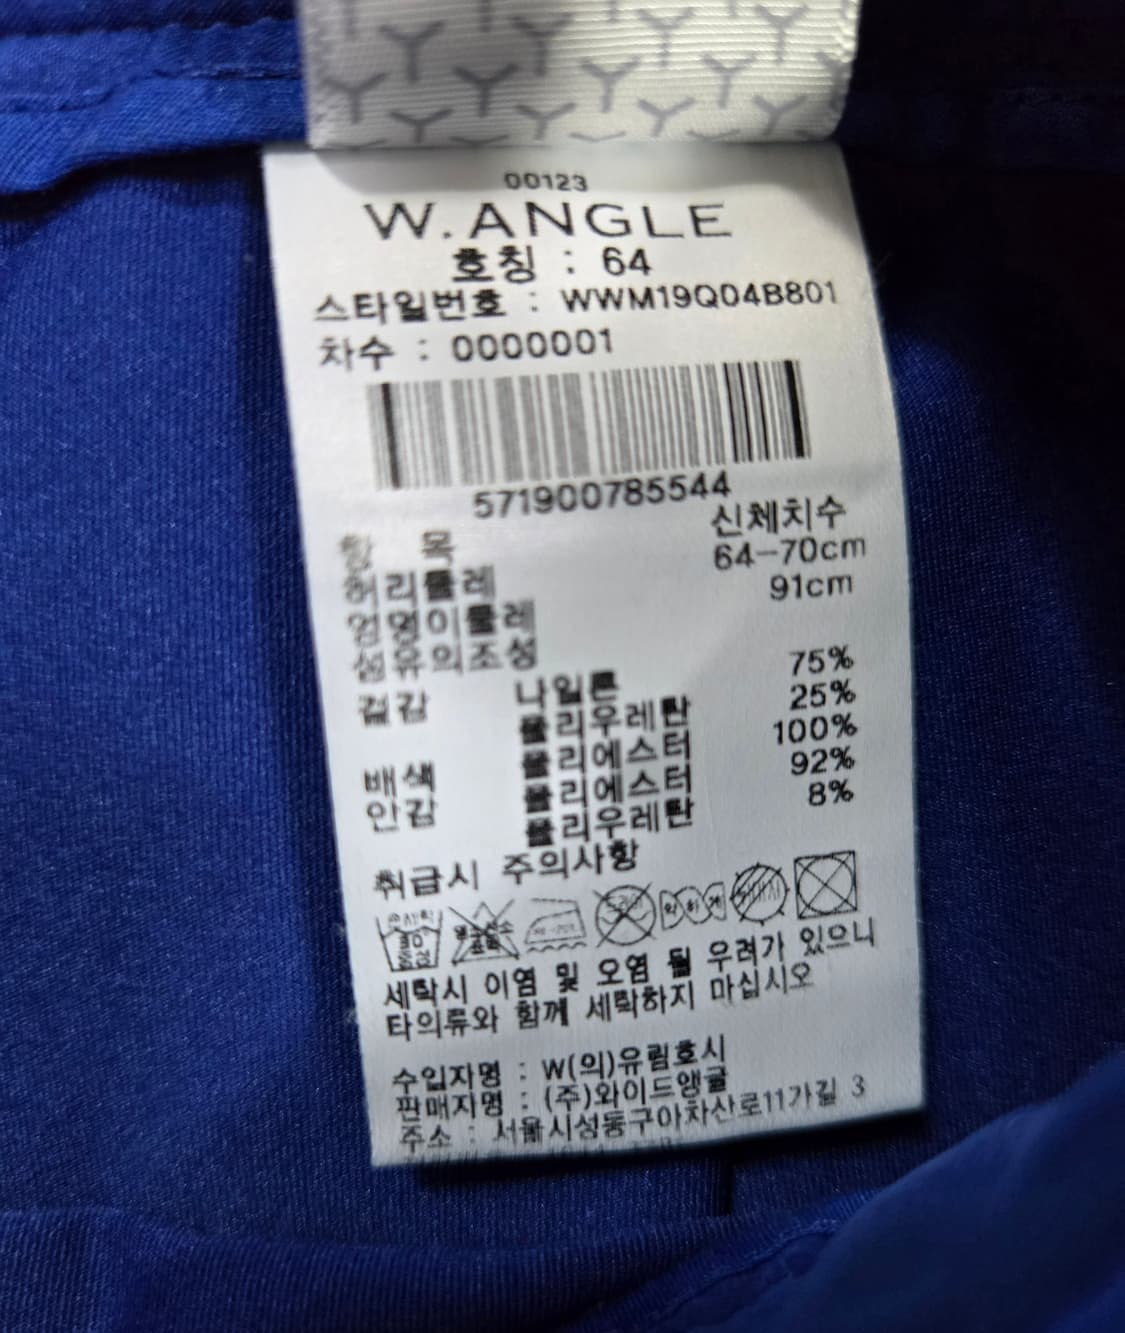 00123
W.ANGLE
호칭 : 64
스타일번호 : WWM19Q04B801
차수 : 0000001
571900785544
항 목 신체치수
허리둘레 64-70cm
엉덩이둘레 91cm
섬유의조성
겉감 나일론 75%
폴리우레탄 25%
배색 폴리에스터 100%
안감 폴리에스터 92%
폴리우레탄 8%
취급시 주의사항
약하게
세탁시 이염 및 오염 될 우려가 있으니
타의류와 함께 세탁하지 마십시오
수입자명 : W(의)유림호시
판매자명 : (주)와이드앵글
주소 : 서울시성동구아차산로11가길 3